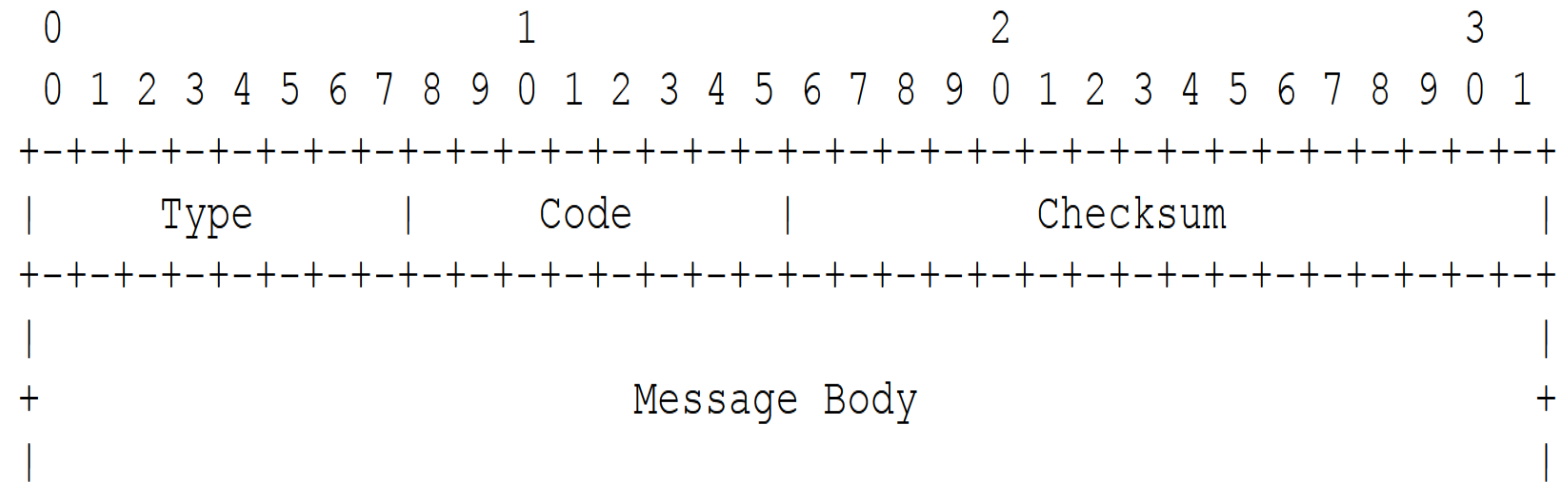 0                   1                   2                   3
0 1 2 3 4 5 6 7 8 9 0 1 2 3 4 5 6 7 8 9 0 1 2 3 4 5 6 7 8 9 0 1
+-+-+-+-+-+-+-+-+-+-+-+-+-+-+-+-+-+-+-+-+-+-+-+-+-+-+-+-+-+-+-+-+
|     Type      |     Code      |          Checksum             |
+-+-+-+-+-+-+-+-+-+-+-+-+-+-+-+-+-+-+-+-+-+-+-+-+-+-+-+-+-+-+-+-+
|                                                               |
+                         Message Body                          +
|                                                               |